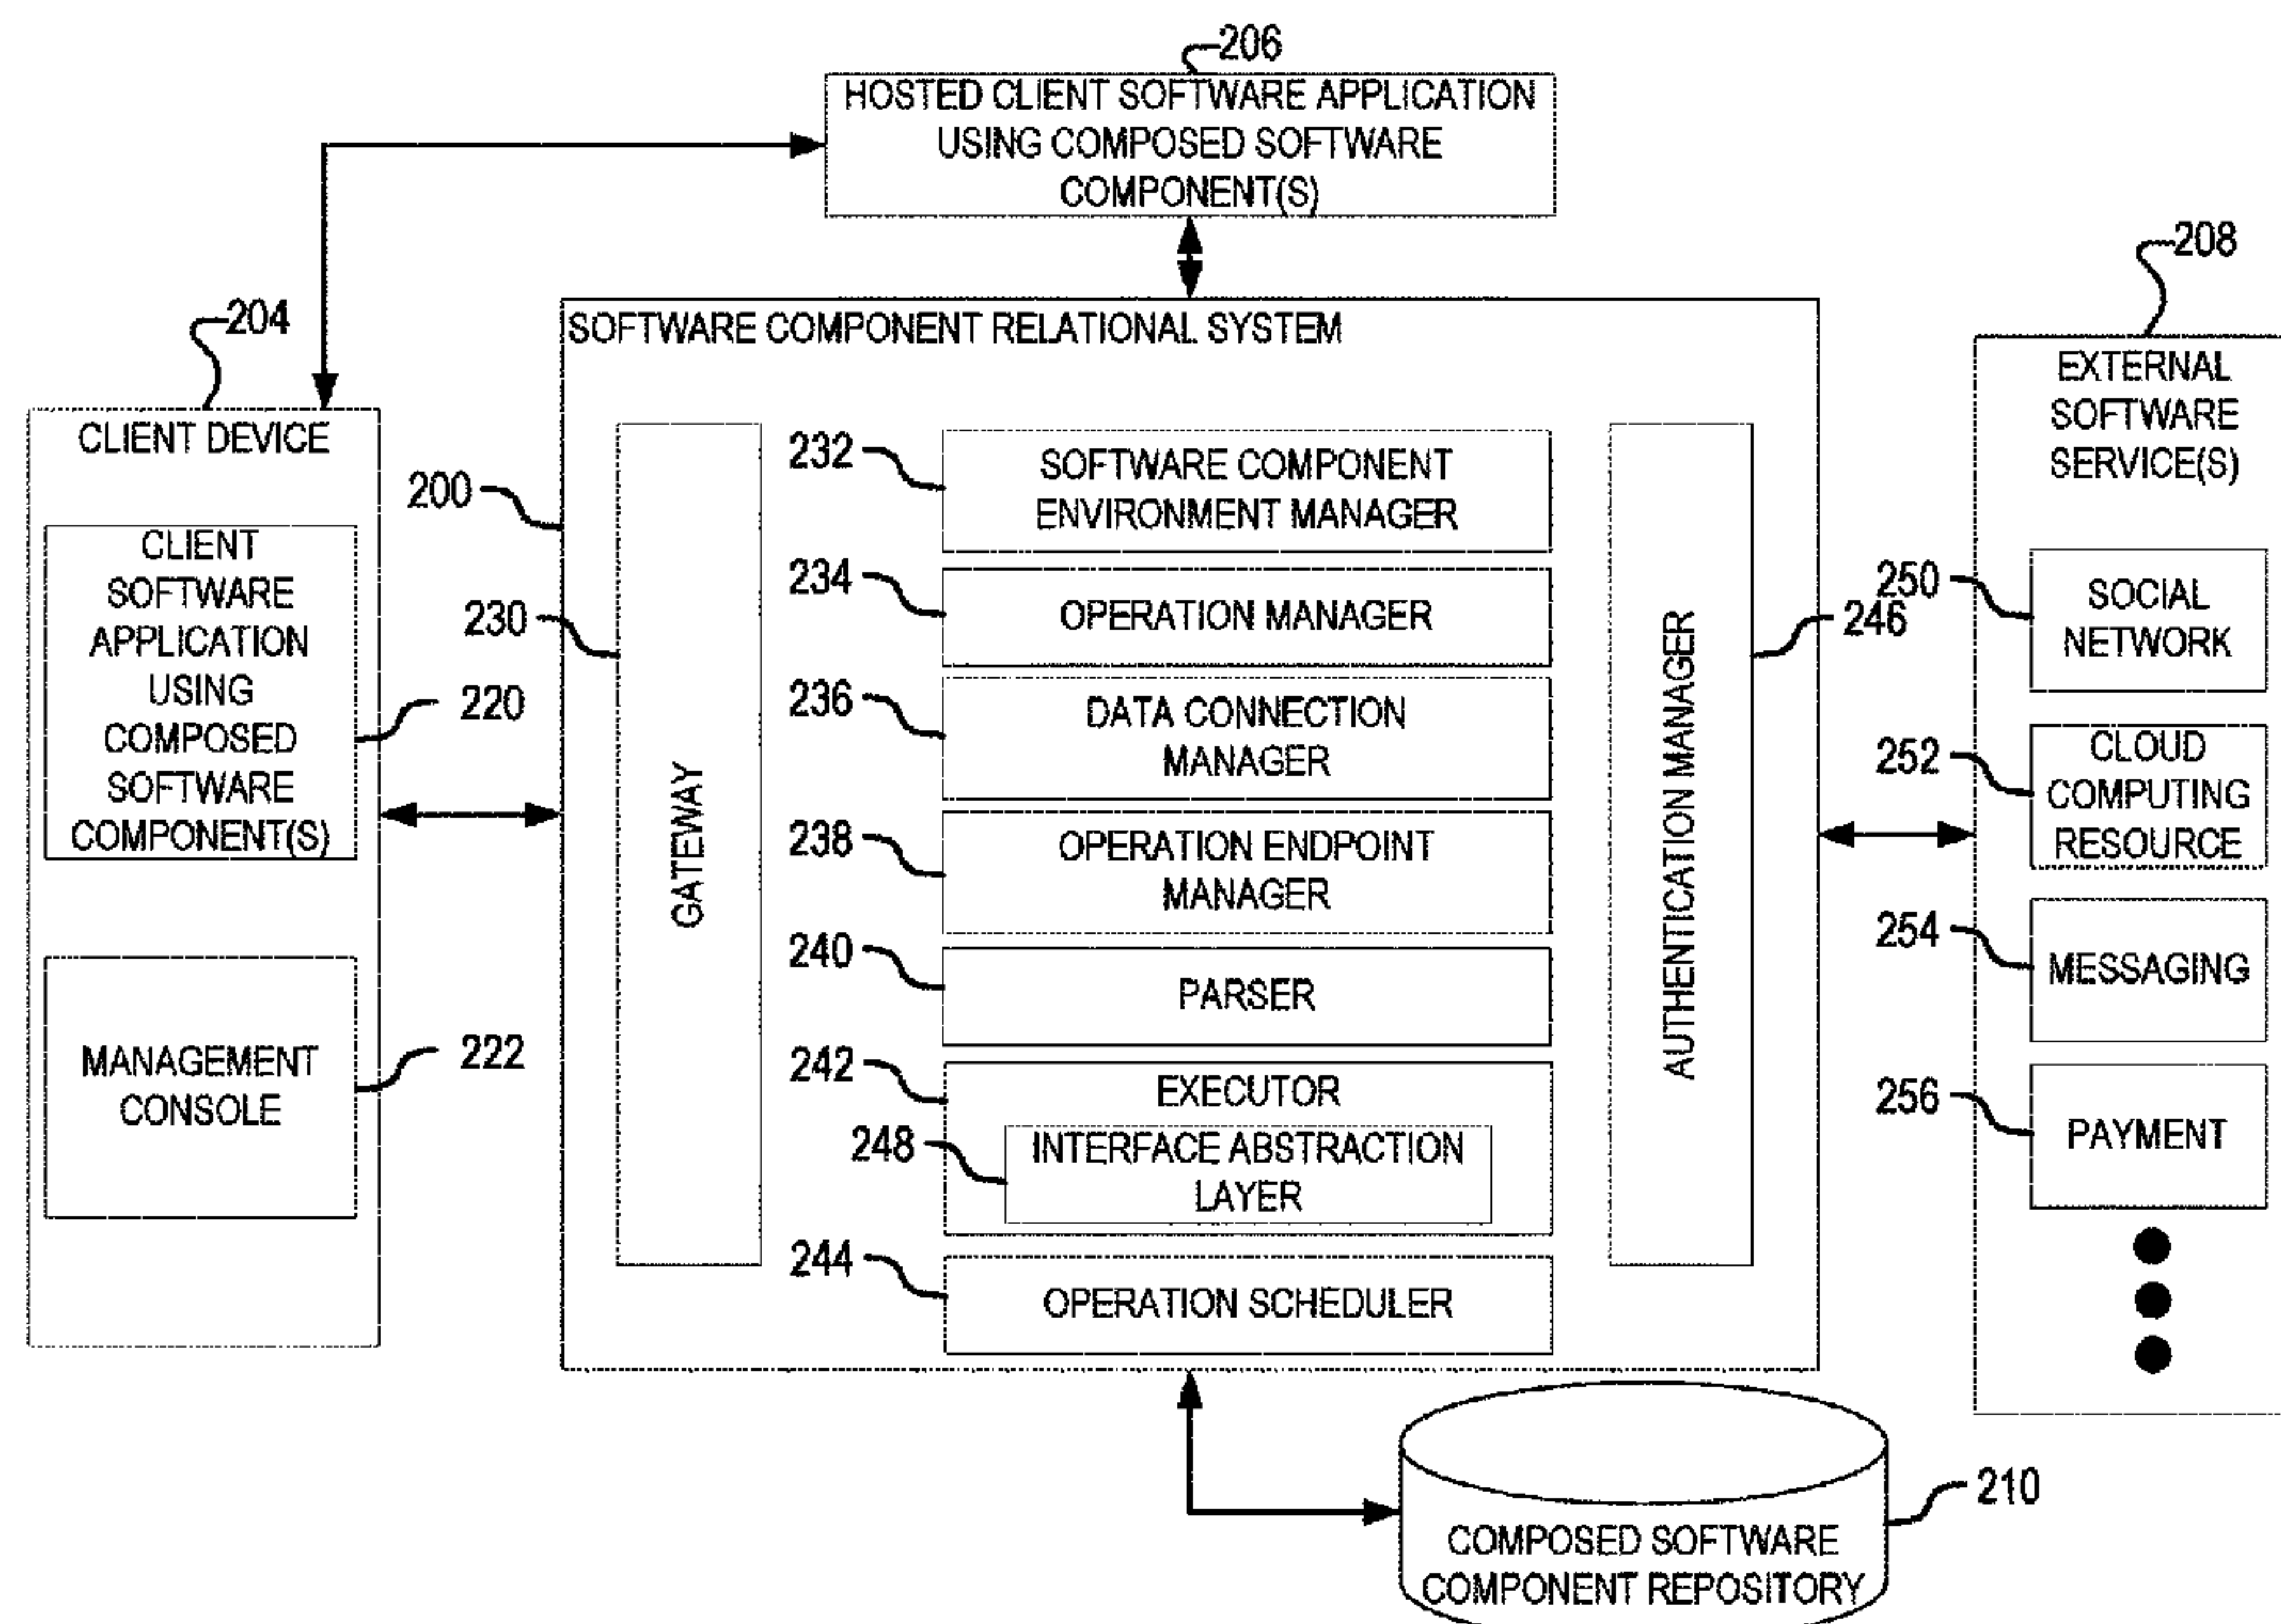 206
HOSTED CLIENT SOFTWARE APPLICATION
USING COMPOSED SOFTWARE
COMPONENT(S)
204
CLIENT DEVICE
CLIENT
SOFTWARE
APPLICATION
USING
COMPOSED
SOFTWARE
COMPONENT(S)
220
MANAGEMENT
CONSOLE
222
200
SOFTWARE COMPONENT RELATIONAL SYSTEM
230
GATEWAY
232
SOFTWARE COMPONENT
ENVIRONMENT MANAGER
234
OPERATION MANAGER
236
DATA CONNECTION
MANAGER
238
OPERATION ENDPOINT
MANAGER
240
PARSER
242
EXECUTOR
248
INTERFACE ABSTRACTION
LAYER
244
OPERATION SCHEDULER
AUTHENTICATION MANAGER
246
208
EXTERNAL
SOFTWARE
SERVICE(S)
250
SOCIAL
NETWORK
252
CLOUD
COMPUTING
RESOURCE
254
MESSAGING
256
PAYMENT
210
COMPOSED SOFTWARE
COMPONENT REPOSITORY